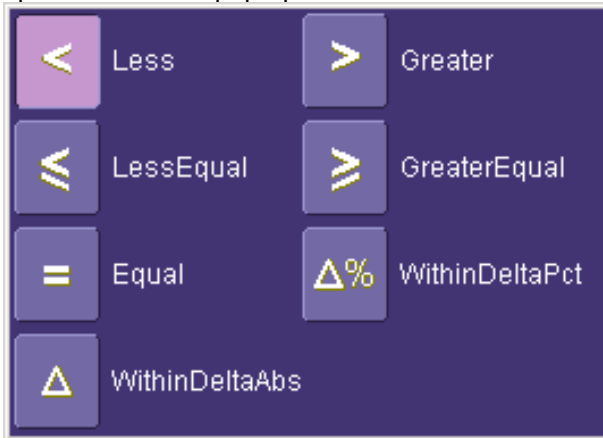 < Less > Greater
≤ LessEqual ≥ GreaterEqual
= Equal Δ% WithinDeltaPct
Δ WithinDeltaAbs